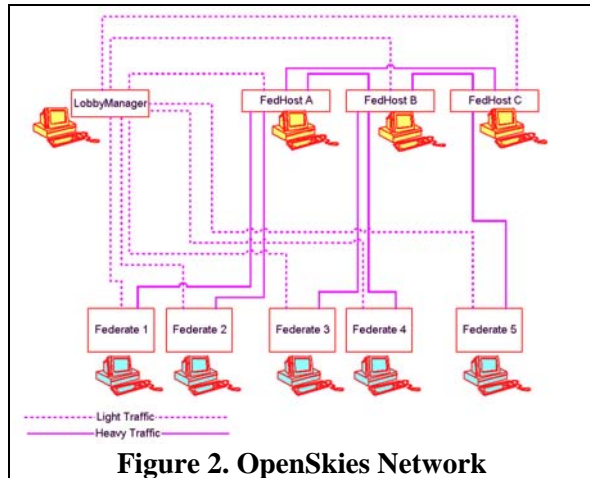 LobbyManager
FedHost A
FedHost B
FedHost C
Federate 1
Federate 2
Federate 3
Federate 4
Federate 5
Light Traffic
Heavy Traffic
Figure 2. OpenSkies Network